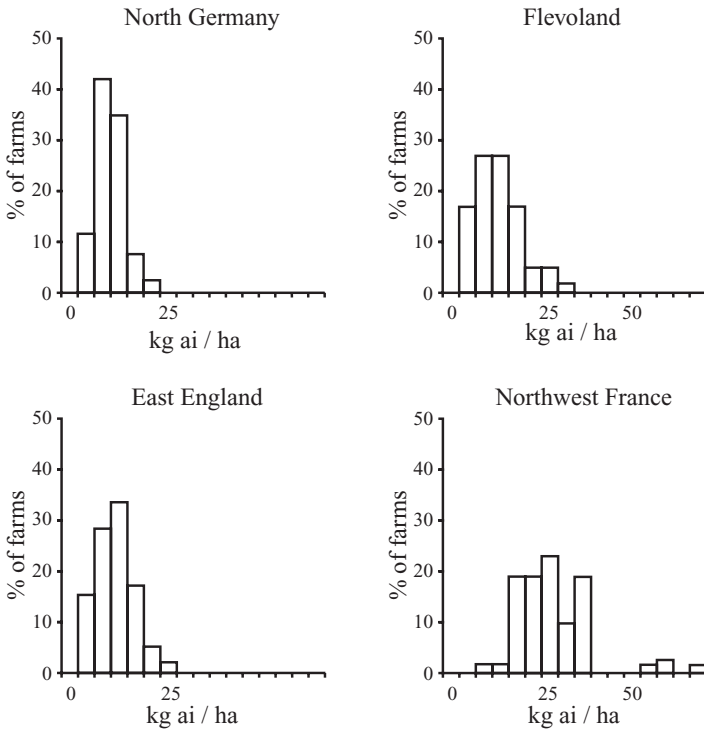 North Germany
50
40
30
20
10
0
% of farms
0 25
kg ai / ha
Flevoland
50
40
30
20
10
0
% of farms
0 25 50
kg ai / ha
East England
50
40
30
20
10
0
% of farms
0 25
kg ai / ha
Northwest France
50
40
30
20
10
0
% of farms
0 25 50
kg ai / ha